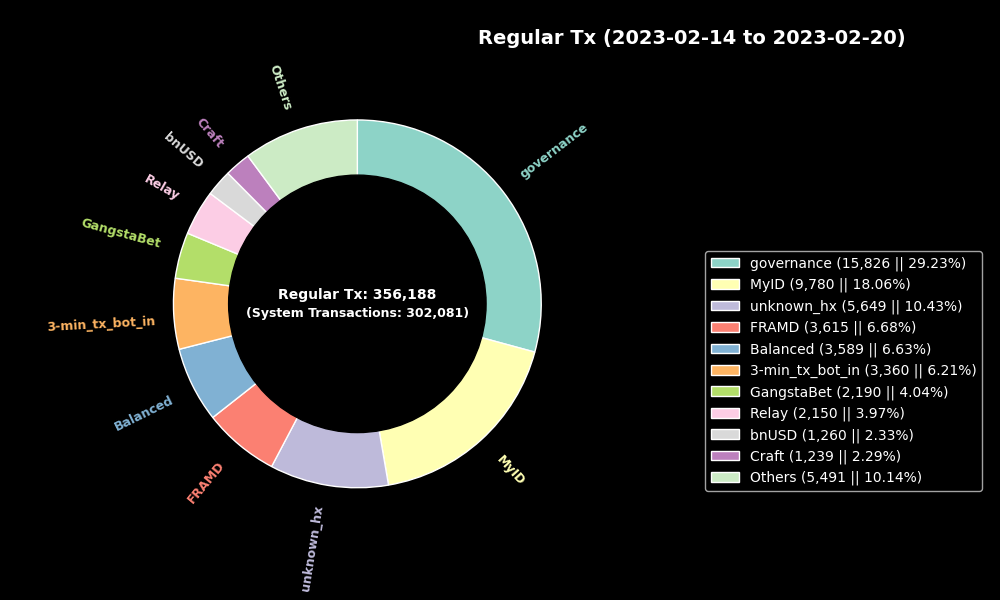 Regular Tx (2023-02-14 to 2023-02-20)
Others
governance
Craft
bnUSD
Relay
GangstaBet
3-min_tx_bot_in
Balanced
FRAMD
unknown_hx
MyID
Regular Tx: 356,188
(System Transactions: 302,081)
governance (15,826 || 29.23%)
MyID (9,780 || 18.06%)
unknown_hx (5,649 || 10.43%)
FRAMD (3,615 || 6.68%)
Balanced (3,589 || 6.63%)
3-min_tx_bot_in (3,360 || 6.21%)
GangstaBet (2,190 || 4.04%)
Relay (2,150 || 3.97%)
bnUSD (1,260 || 2.33%)
Craft (1,239 || 2.29%)
Others (5,491 || 10.14%)